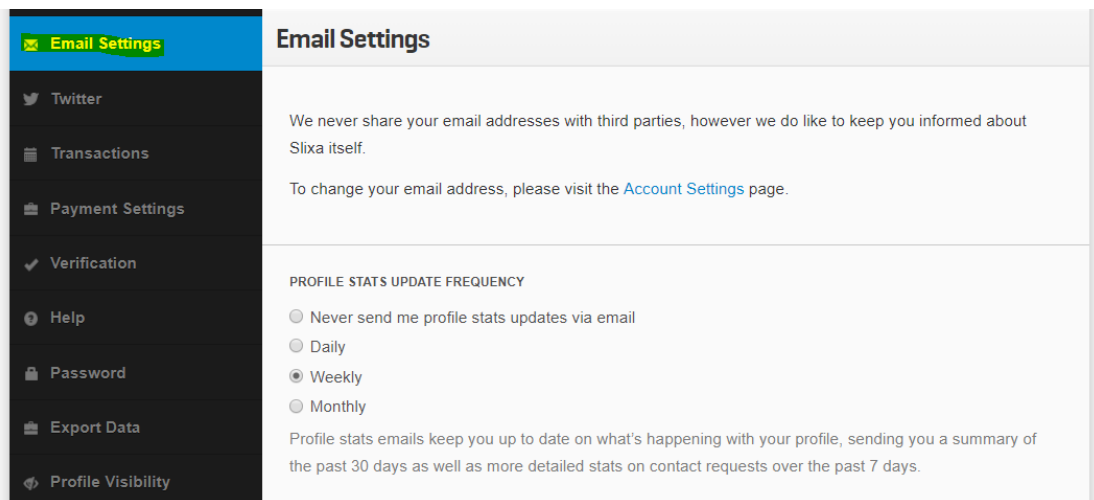 Email Settings
Twitter
Transactions
Payment Settings
Verification
Help
Password
Export Data
Profile Visibility
Email Settings
We never share your email addresses with third parties, however we do like to keep you informed about
Slixa itself.
To change your email address, please visit the Account Settings page.
PROFILE STATS UPDATE FREQUENCY
Never send me profile stats updates via email
Daily
Weekly
Monthly
Profile stats emails keep you up to date on what's happening with your profile, sending you a summary of
the past 30 days as well as more detailed stats on contact requests over the past 7 days.